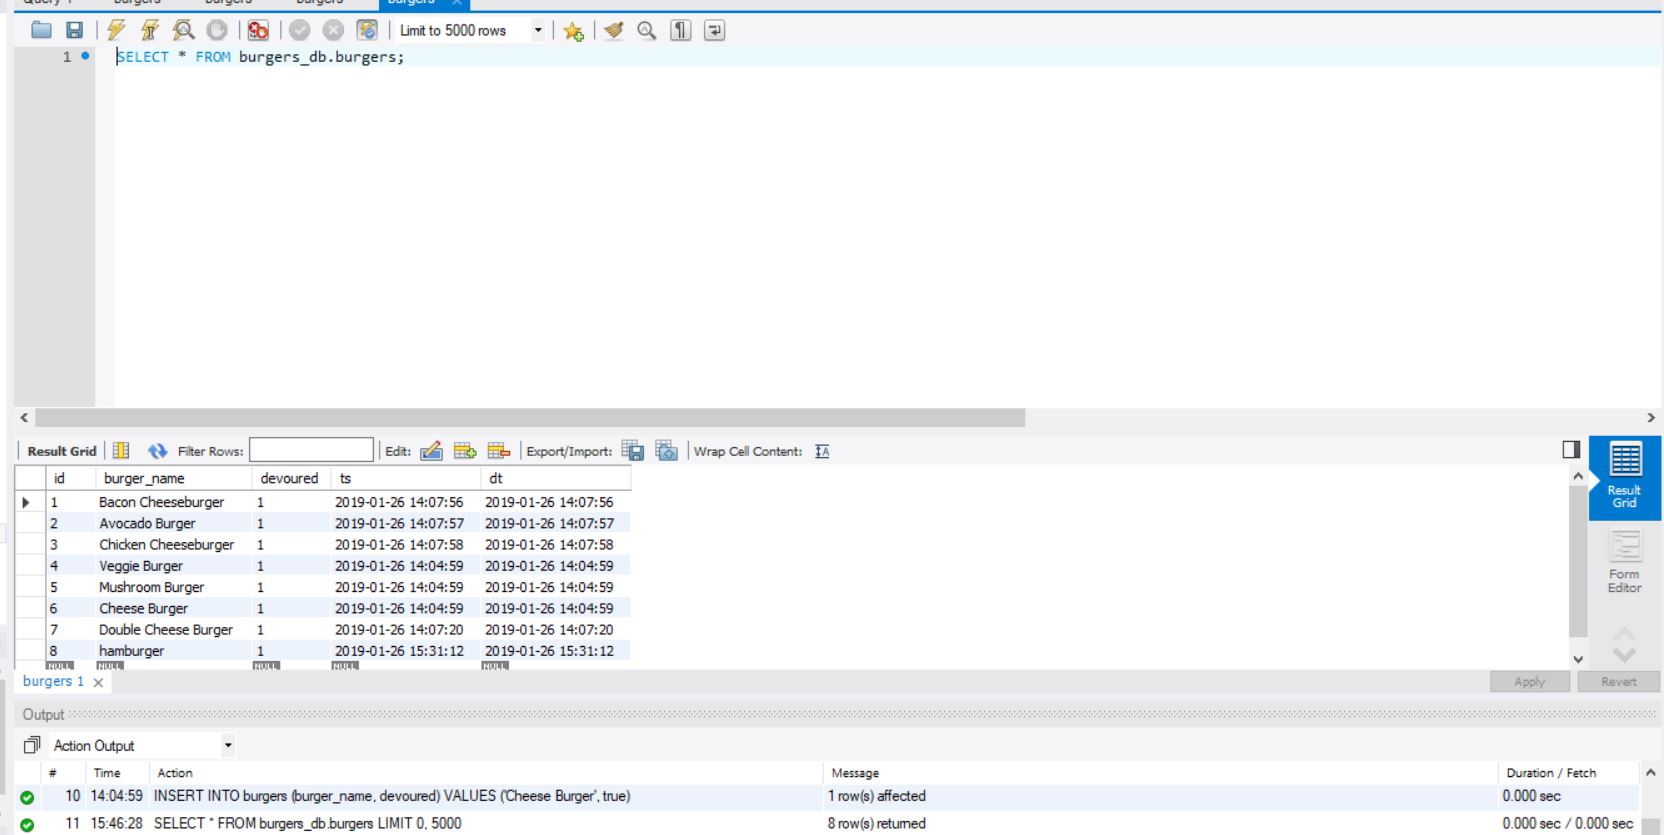 Query 1 burgers burgers burgers burgers
Limit to 5000 rows
1 SELECT * FROM burgers_db.burgers;
Result Grid Filter Rows: Edit: Export/Import: Wrap Cell Content:
id burger_name devoured ts dt
1 Bacon Cheeseburger 1 2019-01-26 14:07:56 2019-01-26 14:07:56
2 Avocado Burger 1 2019-01-26 14:07:57 2019-01-26 14:07:57
3 Chicken Cheeseburger 1 2019-01-26 14:07:58 2019-01-26 14:07:58
4 Veggie Burger 1 2019-01-26 14:04:59 2019-01-26 14:04:59
5 Mushroom Burger 1 2019-01-26 14:04:59 2019-01-26 14:04:59
6 Cheese Burger 1 2019-01-26 14:04:59 2019-01-26 14:04:59
7 Double Cheese Burger 1 2019-01-26 14:07:20 2019-01-26 14:07:20
8 hamburger 1 2019-01-26 15:31:12 2019-01-26 15:31:12
NULL NULL NULL NULL NULL
Result
Grid
Form
Editor
burgers 1
Apply Revert
Output
Action Output
# Time Action Message Duration / Fetch
10 14:04:59 INSERT INTO burgers (burger_name, devoured) VALUES ('Cheese Burger', true) 1 row(s) affected 0.000 sec
11 15:46:28 SELECT * FROM burgers_db.burgers LIMIT 0, 5000 8 row(s) returned 0.000 sec / 0.000 sec